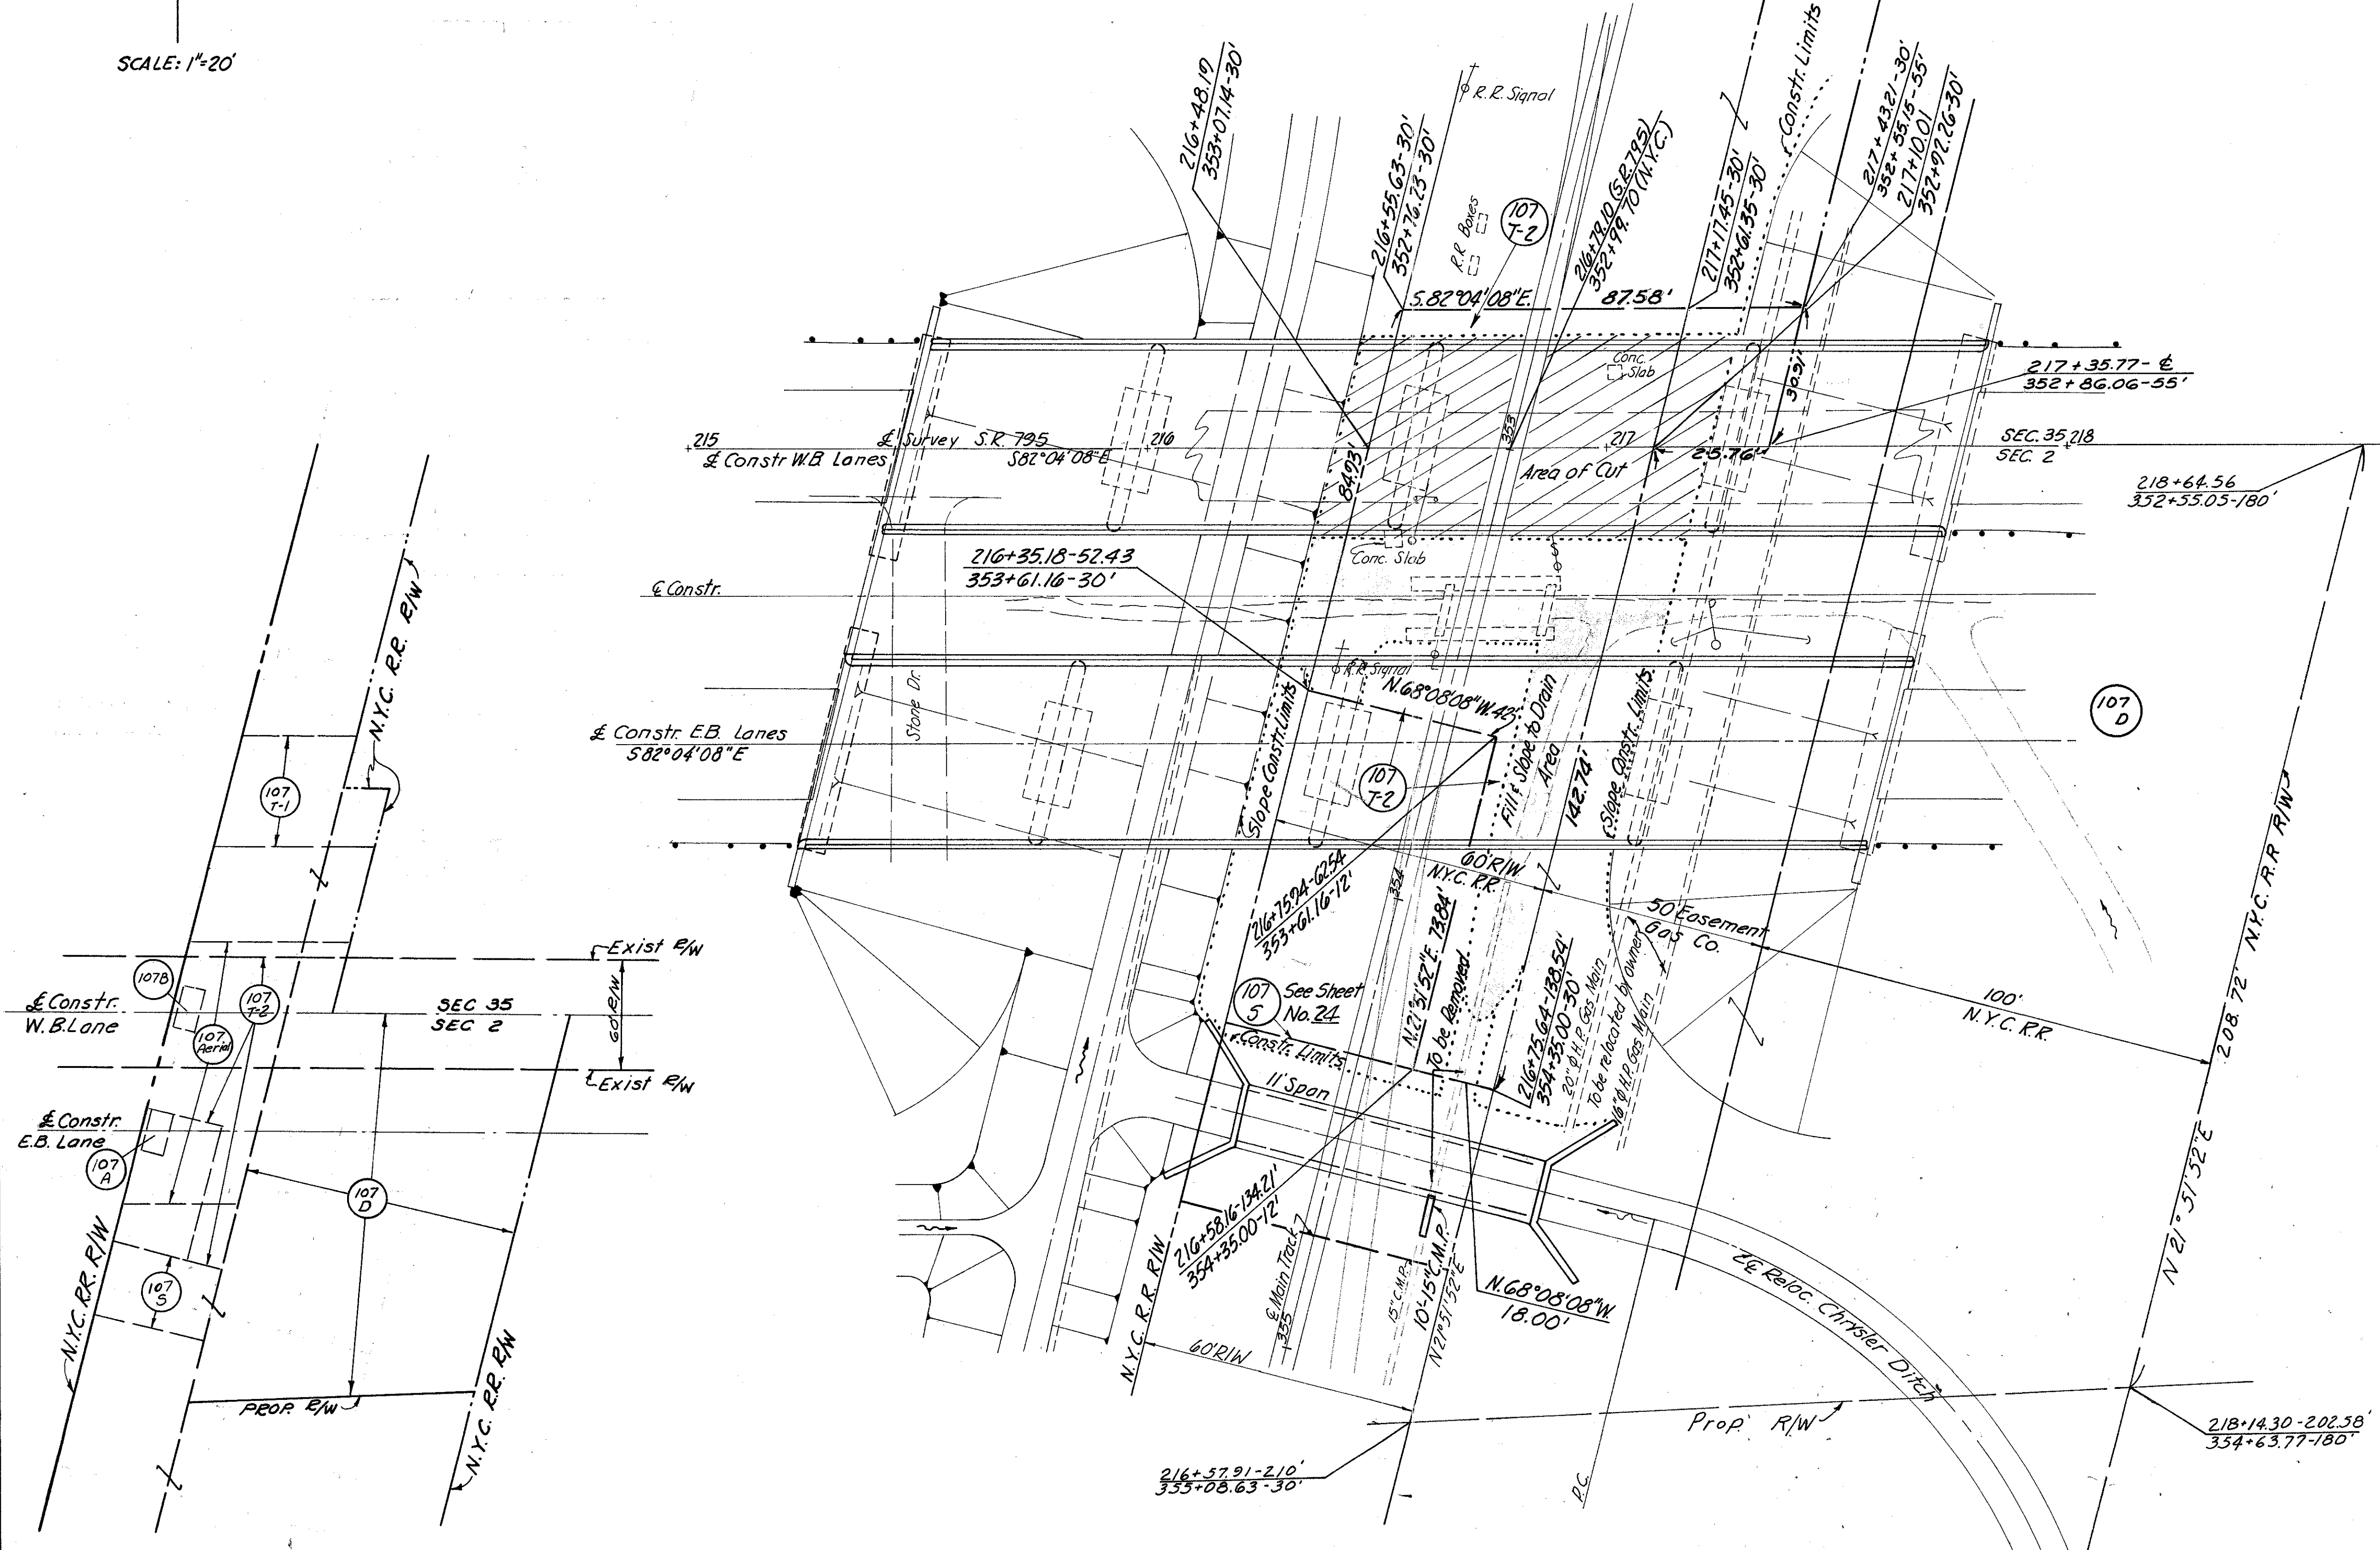 SCALE: 1"=20'
216+48.19
353+07.14-30'
R.R. Signal
216+55.63-30'
352+76.23-30'
R.R. Boxes
107
T-2
216+79.10 (S.R.795)
352+99.70 (N.Y.C.)
217+17.45-30'
352+61.35-30'
Constr. Limits
217+43.21-30'
352+55.15-55'
217+10.01
352+92.26-30'
S.82°04'08"E. 87.58'
Conc.
Slab
30.91'
217+35.77-℄
352+86.06-55'
215
℄ Survey S.R. 795
216
353
217
SEC. 35 218
SEC. 2
℄ Constr W.B. Lanes
S82°04'08"E
84.93'
25.76'
Area of Cut
218+64.56
352+55.05-180'
216+35.18-52.43
353+61.16-30'
Conc. Slab
℄ Constr.
R.R. Signal
Stone Dr.
N.68°08'08"W. 42'
℄ Constr. E.B. Lanes
S82°04'08"E
107
D
Slope Constr. Limits
107
T-2
Fill & Slope to Drain
Area
142.74'
Slope Constr. Limits
60' R/W
N.Y.C. RR.
216+75.94-62.54
353+61.16-12'
354
50' Easement
Gas Co.
100'
N.Y.C. RR.
N.21°51'52"E. 73.84'
To be Removed
107
S
See Sheet
No. 24
Constr. Limits
11' Span
216+75.64-138.54'
354+35.00-30'
20" φ H.P. Gas Main
To be relocated by owner
16" φ H.P. Gas Main
216+58.16-134.21'
354+35.00-12'
N.Y.C. R.R. R/W
℄ Main Track
355
15" C.M.P.
10'-15" C.M.P.
N21°51'52"E
N.68°08'08"W.
18.00'
60' R/W
℄ Reloc. Chrysler Ditch
N 21° 51' 52" E 208.72' N.Y.C. R.R R/W
Prop. R/W
216+57.91-210'
355+08.63-30'
P.C.
218+14.30-202.58'
354+63.77-180'
N.Y.C. R.R. R/W
107
T-1
Exist R/W
60' R/W
Exist R/W
107B
107
T-2
107
Aerial
℄ Constr.
W.B. Lane
SEC 35
SEC 2
℄ Constr.
E.B. Lane
107
A
107
D
107
S
N.Y.C. RR. R/W
PROP. R/W
N.Y.C. RR. R/W